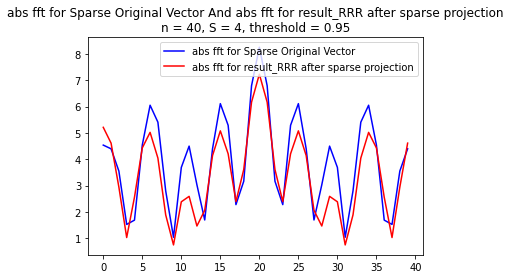 abs fft for Sparse Original Vector And abs fft for result_RRR after sparse projection
n = 40, S = 4, threshold = 0.95
abs fft for Sparse Original Vector
abs fft for result_RRR after sparse projection
8
7
6
5
4
3
2
1
0 5 10 15 20 25 30 35 40